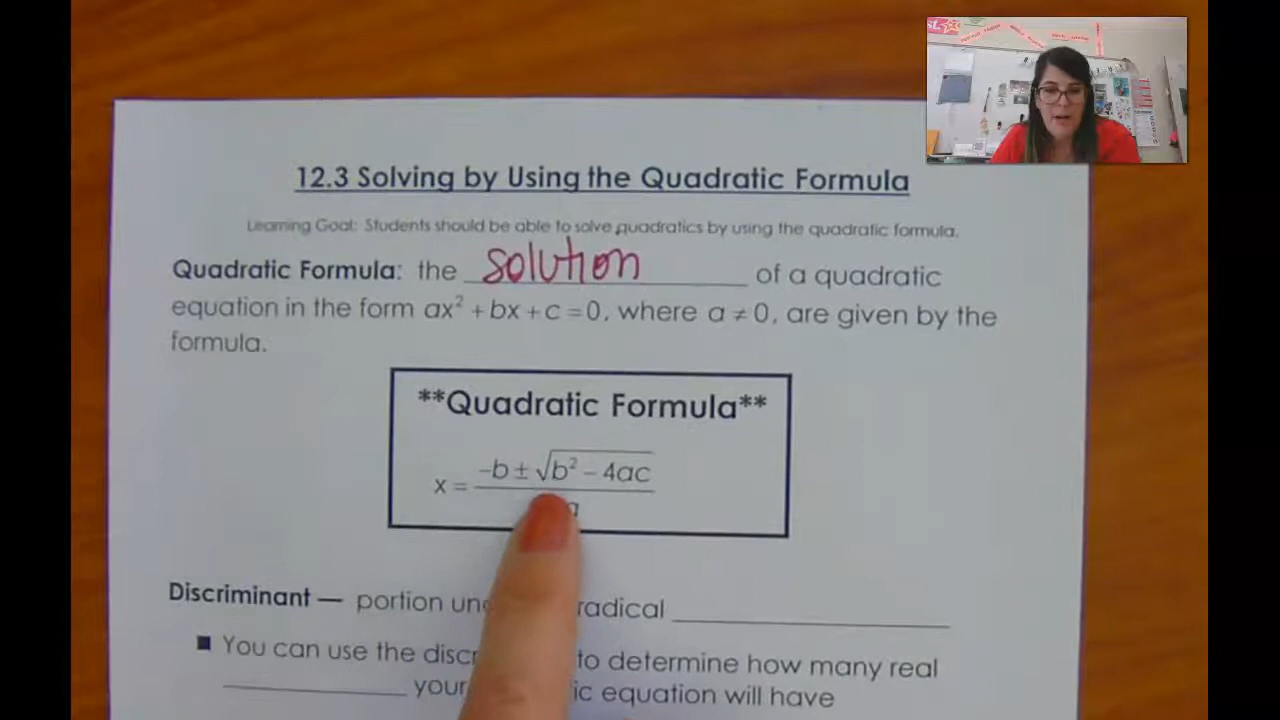 12.3 Solving by Using the Quadratic Formula
Learning Goal: Students should be able to solve quadratics by using the quadratic formula.
Quadratic Formula: the solution of a quadratic
equation in the form ax² + bx + c = 0, where a ≠ 0, are given by the
formula.
**Quadratic Formula**
x = -b ± √b² - 4ac
a
Discriminant — portion radical
You can use the to determine how many real
your equation will have